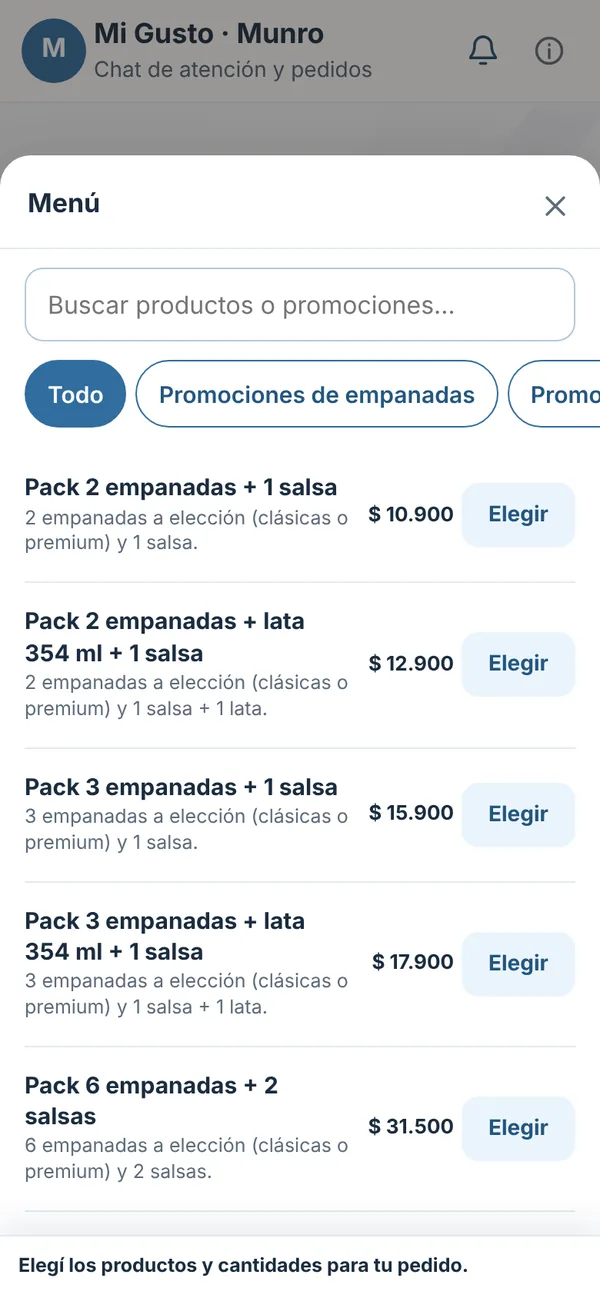 M
Mi Gusto · Munro
Chat de atención y pedidos
Menú
Buscar productos o promociones...
Todo
Promociones de empanadas
Promo
Pack 2 empanadas + 1 salsa
2 empanadas a elección (clásicas o
premium) y 1 salsa.
$ 10.900
Elegir
Pack 2 empanadas + lata
354 ml + 1 salsa
2 empanadas a elección (clásicas o
premium) y 1 salsa + 1 lata.
$ 12.900
Elegir
Pack 3 empanadas + 1 salsa
3 empanadas a elección (clásicas o
premium) y 1 salsa.
$ 15.900
Elegir
Pack 3 empanadas + lata
354 ml + 1 salsa
3 empanadas a elección (clásicas o
premium) y 1 salsa + 1 lata.
$ 17.900
Elegir
Pack 6 empanadas + 2
salsas
6 empanadas a elección (clásicas o
premium) y 2 salsas.
$ 31.500
Elegir
Elegí los productos y cantidades para tu pedido.